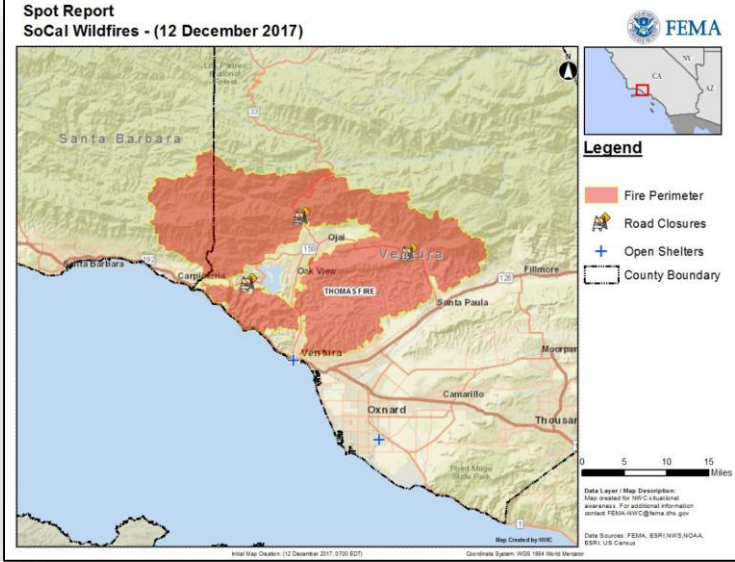 Spot Report
SoCal Wildfires - (12 December 2017)
FEMA
N
NV
CA
AZ
Los Padres
National
Forest
33
Santa Barbara
Legend
Fire Perimeter
Road Closures
Open Shelters
County Boundary
Ojai
150
Ventura
192
Santa Barbara
Carpinteria
Oak View
THOMAS FIRE
126
Fillmore
Santa Paula
Ventura
Moorpar
Camarillo
Oxnard
Thousan
Point Mugu
State Park
1
0 5 10 15
Miles
Data Layer / Map Description:
Map created for NWC situational
awareness. For additional information
contact FEMA-NWC@fema.dhs.gov
Data Sources: FEMA, ESRI, NWS, NOAA,
ESRI, US Census
Map Created by NWC
Initial Map Creation: (12 December 2017, 0700 EDT)
Coordinate System: WGS 1984 World Mercator